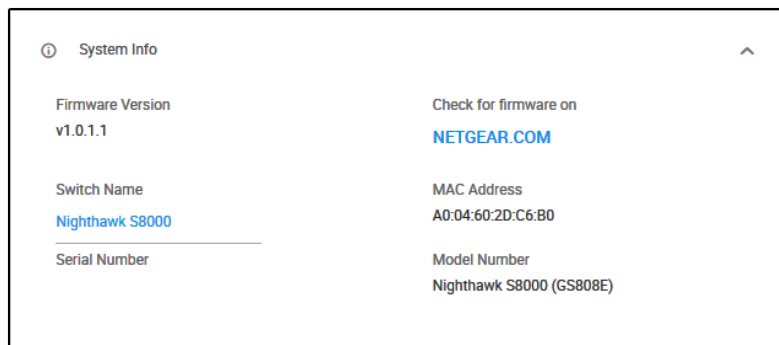 System Info
Firmware Version
v1.0.1.1
Check for firmware on
NETGEAR.COM
Switch Name
Nighthawk S8000
MAC Address
A0:04:60:2D:C6:B0
Serial Number
Model Number
Nighthawk S8000 (GS808E)